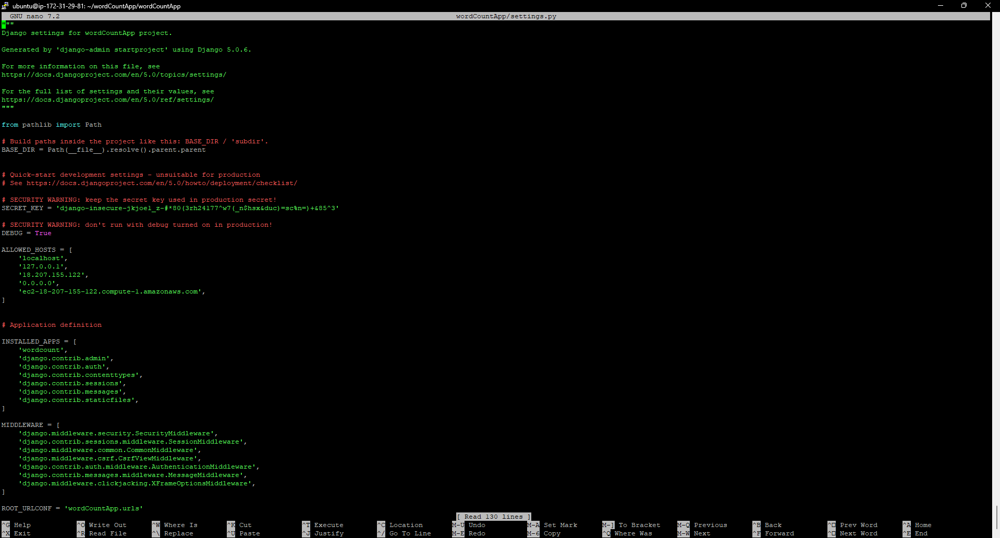 ubuntu@ip-172-31-29-81: ~/wordCountApp/wordCountApp
GNU nano 7.2 wordCountApp/settings.py
"""
Django settings for wordCountApp project.
Generated by 'django-admin startproject' using Django 5.0.6.
For more information on this file, see
https://docs.djangoproject.com/en/5.0/topics/settings/
For the full list of settings and their values, see
https://docs.djangoproject.com/en/5.0/ref/settings/
"""
from pathlib import Path
# Build paths inside the project like this: BASE_DIR / 'subdir'.
BASE_DIR = Path(__file__).resolve().parent.parent
# Quick-start development settings - unsuitable for production
# See https://docs.djangoproject.com/en/5.0/howto/deployment/checklist/
# SECURITY WARNING: keep the secret key used in production secret!
SECRET_KEY = 'django-insecure-jkjoel_z-#*80(3rh24177^w7(_n$hsx&duc)=sc%n=)+&85^3'
# SECURITY WARNING: don't run with debug turned on in production!
DEBUG = True
ALLOWED_HOSTS = [
'localhost',
'127.0.0.1',
'18.207.155.122',
'0.0.0.0',
'ec2-18-207-155-122.compute-1.amazonaws.com',
]
# Application definition
INSTALLED_APPS = [
'wordcount',
'django.contrib.admin',
'django.contrib.auth',
'django.contrib.contenttypes',
'django.contrib.sessions',
'django.contrib.messages',
'django.contrib.staticfiles',
]
MIDDLEWARE = [
'django.middleware.security.SecurityMiddleware',
'django.contrib.sessions.middleware.SessionMiddleware',
'django.middleware.common.CommonMiddleware',
'django.middleware.csrf.CsrfViewMiddleware',
'django.contrib.auth.middleware.AuthenticationMiddleware',
'django.contrib.messages.middleware.MessageMiddleware',
'django.middleware.clickjacking.XFrameOptionsMiddleware',
]
ROOT_URLCONF = 'wordCountApp.urls'
[ Read 130 lines ]
^G Help ^O Write Out ^W Where Is ^K Cut ^T Execute ^C Location M-U Undo M-A Set Mark M-] To Bracket M-Q Previous ^B Back ^□ Prev Word ^A Home
^X Exit ^R Read File ^\ Replace ^U Paste ^J Justify ^/ Go To Line M-E Redo M-6 Copy ^Q Where Was M-W Next ^F Forward ^□ Next Word ^E End